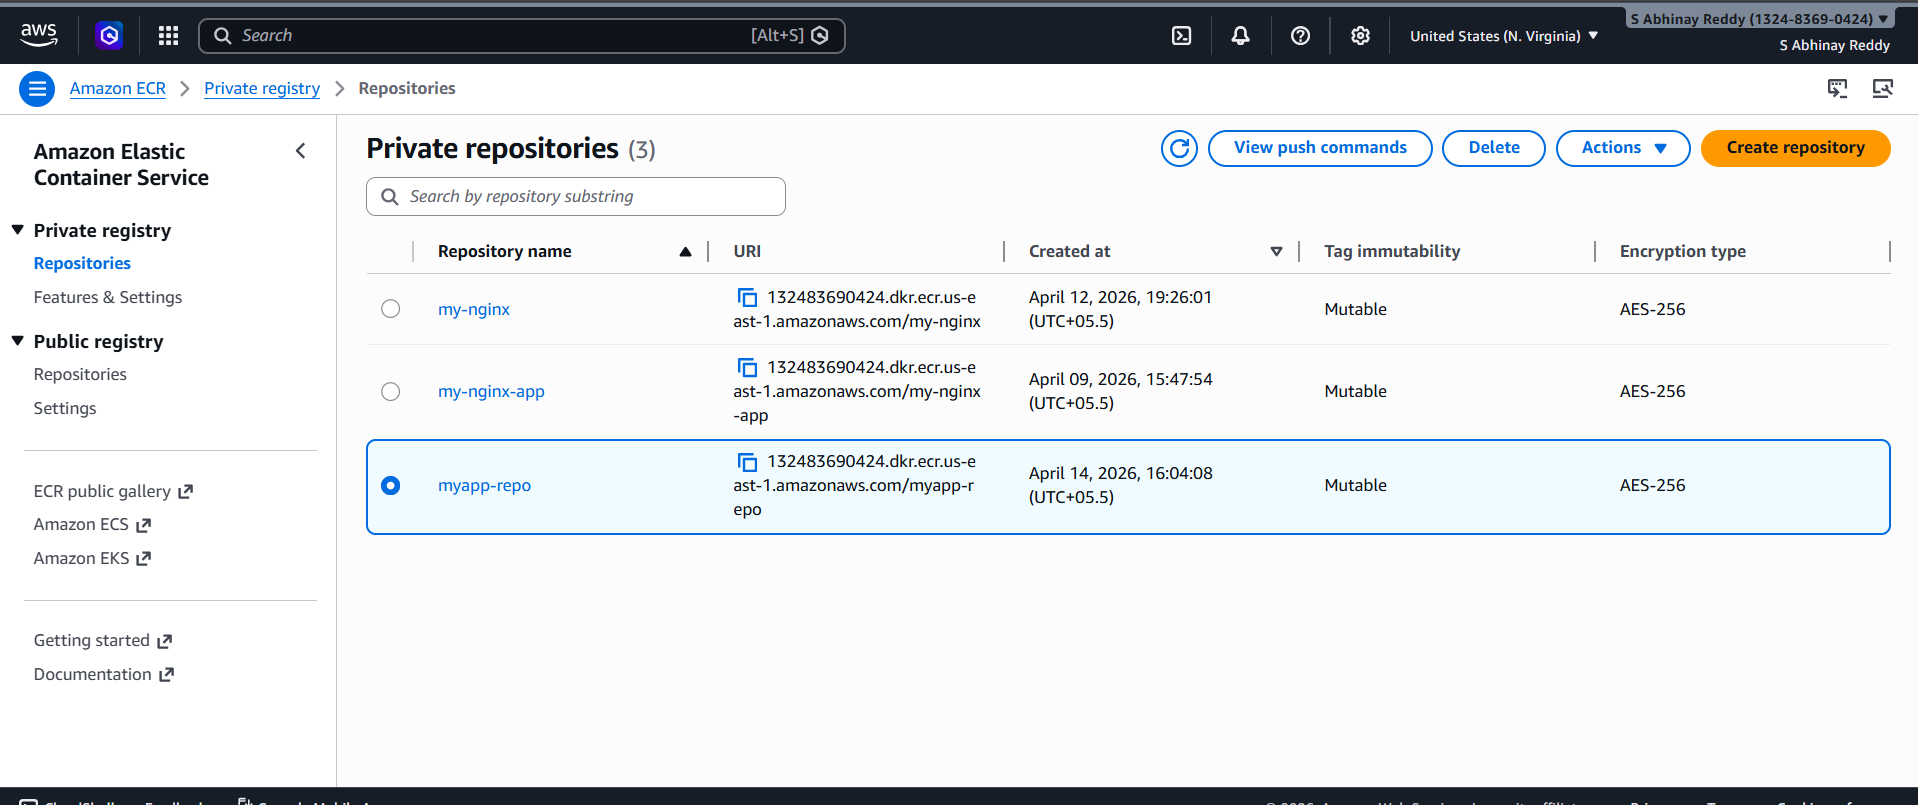 aws
Search [Alt+S]
United States (N. Virginia) ▼
S Abhinay Reddy (1324-8369-0424) ▼
S Abhinay Reddy
Amazon ECR > Private registry > Repositories
Amazon Elastic
Container Service
Private registry
Repositories
Features & Settings
Public registry
Repositories
Settings
ECR public gallery
Amazon ECS
Amazon EKS
Getting started
Documentation
Private repositories (3)
View push commands
Delete
Actions ▼
Create repository
Search by repository substring
Repository name URI Created at Tag immutability Encryption type
my-nginx
132483690424.dkr.ecr.us-e
ast-1.amazonaws.com/my-nginx
April 12, 2026, 19:26:01
(UTC+05.5)
Mutable
AES-256
my-nginx-app
132483690424.dkr.ecr.us-e
ast-1.amazonaws.com/my-nginx
-app
April 09, 2026, 15:47:54
(UTC+05.5)
Mutable
AES-256
myapp-repo
132483690424.dkr.ecr.us-e
ast-1.amazonaws.com/myapp-r
epo
April 14, 2026, 16:04:08
(UTC+05.5)
Mutable
AES-256